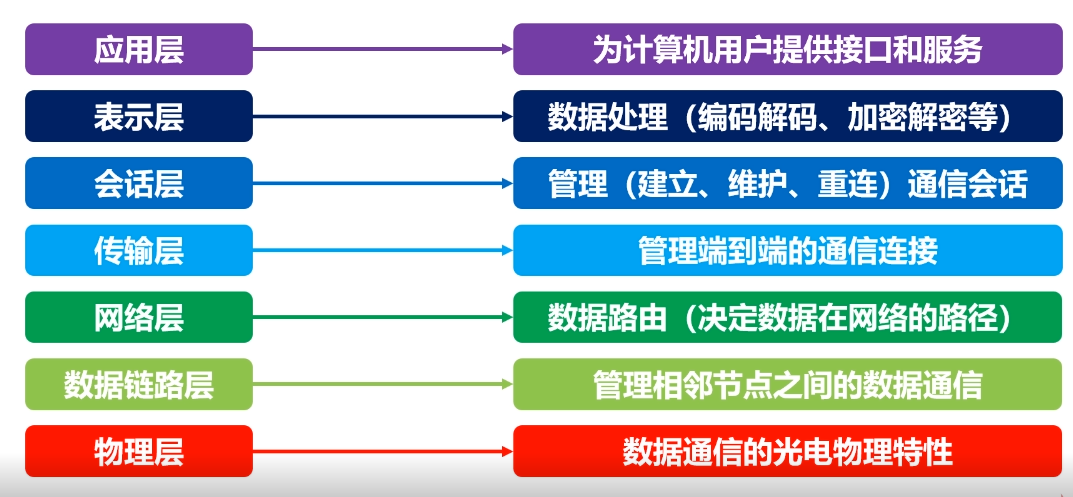 应用层
为计算机用户提供接口和服务
表示层
数据处理（编码解码、加密解密等）
会话层
管理（建立、维护、重连）通信会话
传输层
管理端到端的通信连接
网络层
数据路由（决定数据在网络的路径）
数据链路层
管理相邻节点之间的数据通信
物理层
数据通信的光电物理特性